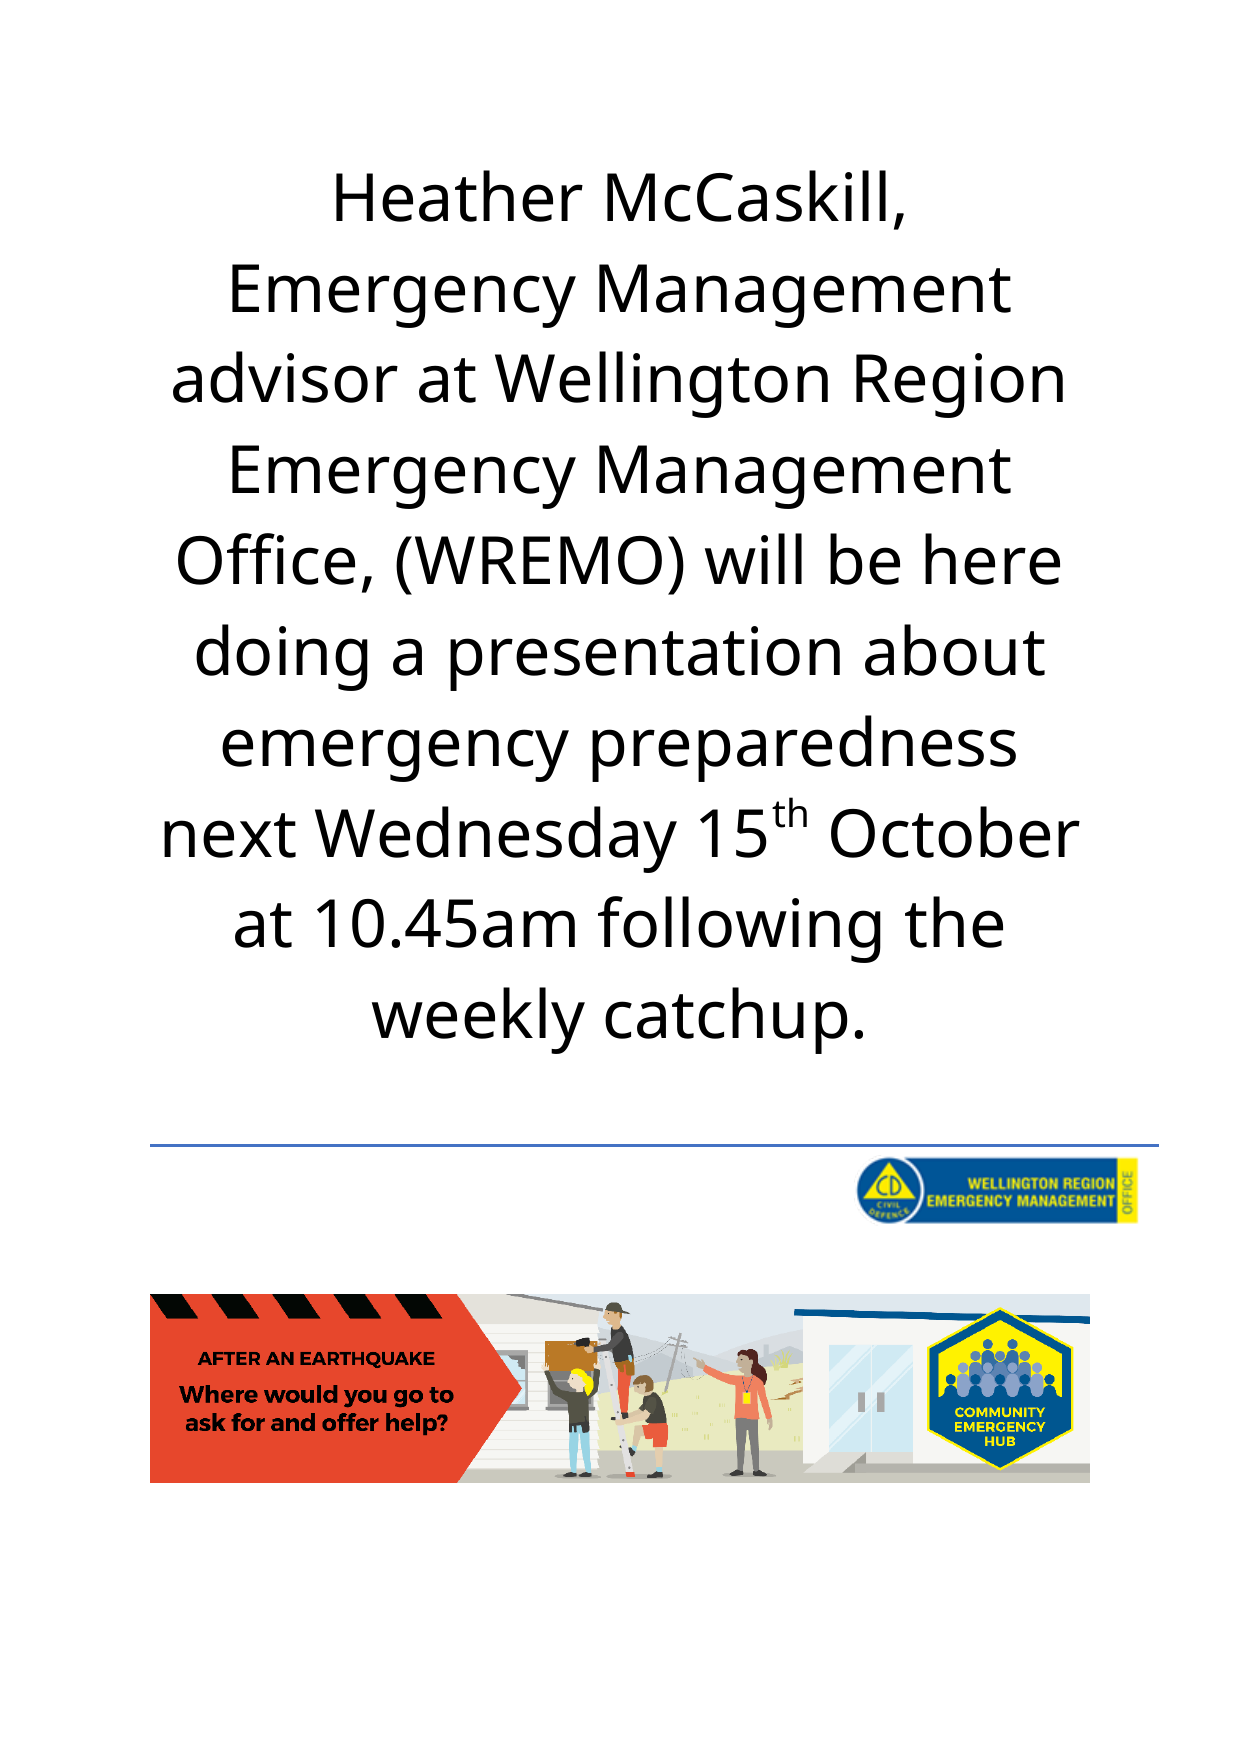 Heather McCaskill,
Emergency Management
advisor at Wellington Region
Emergency Management
Office, (WREMO) will be here
doing a presentation about
emergency preparedness
next Wednesday 15th October
at 10.45am following the
weekly catchup.
CD
CIVIL
DEFENCE
WELLINGTON REGION
EMERGENCY MANAGEMENT
OFFICE
AFTER AN EARTHQUAKE
Where would you go to
ask for and offer help?
COMMUNITY
EMERGENCY
HUB